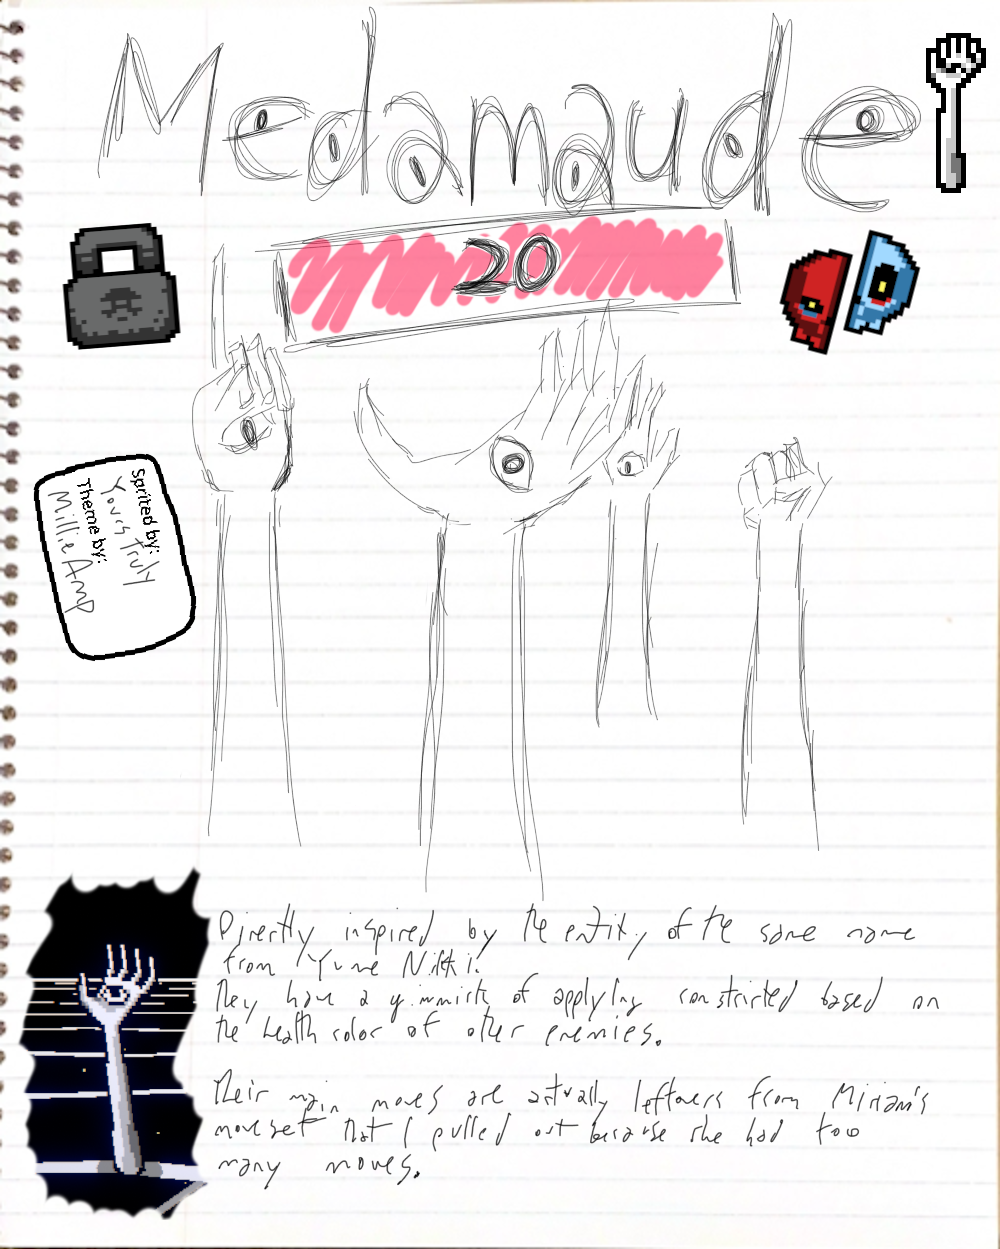 Medamaude
20
Sprited by:
Yours truly
Theme by:
Millie Amp
Directly inspired by the entity of the same name
from Yume Nikki.
They have a gimmick of applying constricted based on
the health color of other enemies.
Their main moves are actually leftovers from Miriam's
moveset that I pulled out because she had too
many moves.